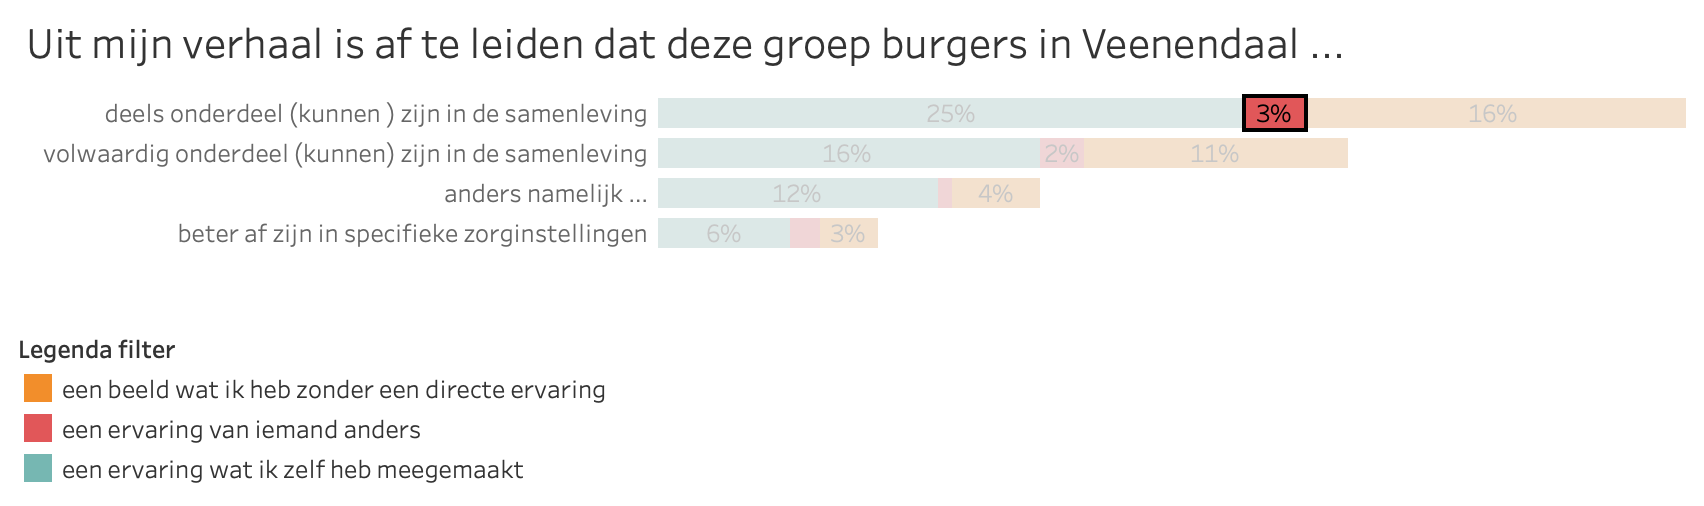 Uit mijn verhaal is af te leiden dat deze groep burgers in Veenendaal ...
deels onderdeel (kunnen ) zijn in de samenleving 25% 3% 16%
volwaardig onderdeel (kunnen) zijn in de samenleving 16% 2% 11%
anders namelijk ... 12% 4%
beter af zijn in specifieke zorginstellingen 6% 3%
Legenda filter
een beeld wat ik heb zonder een directe ervaring
een ervaring van iemand anders
een ervaring wat ik zelf heb meegemaakt